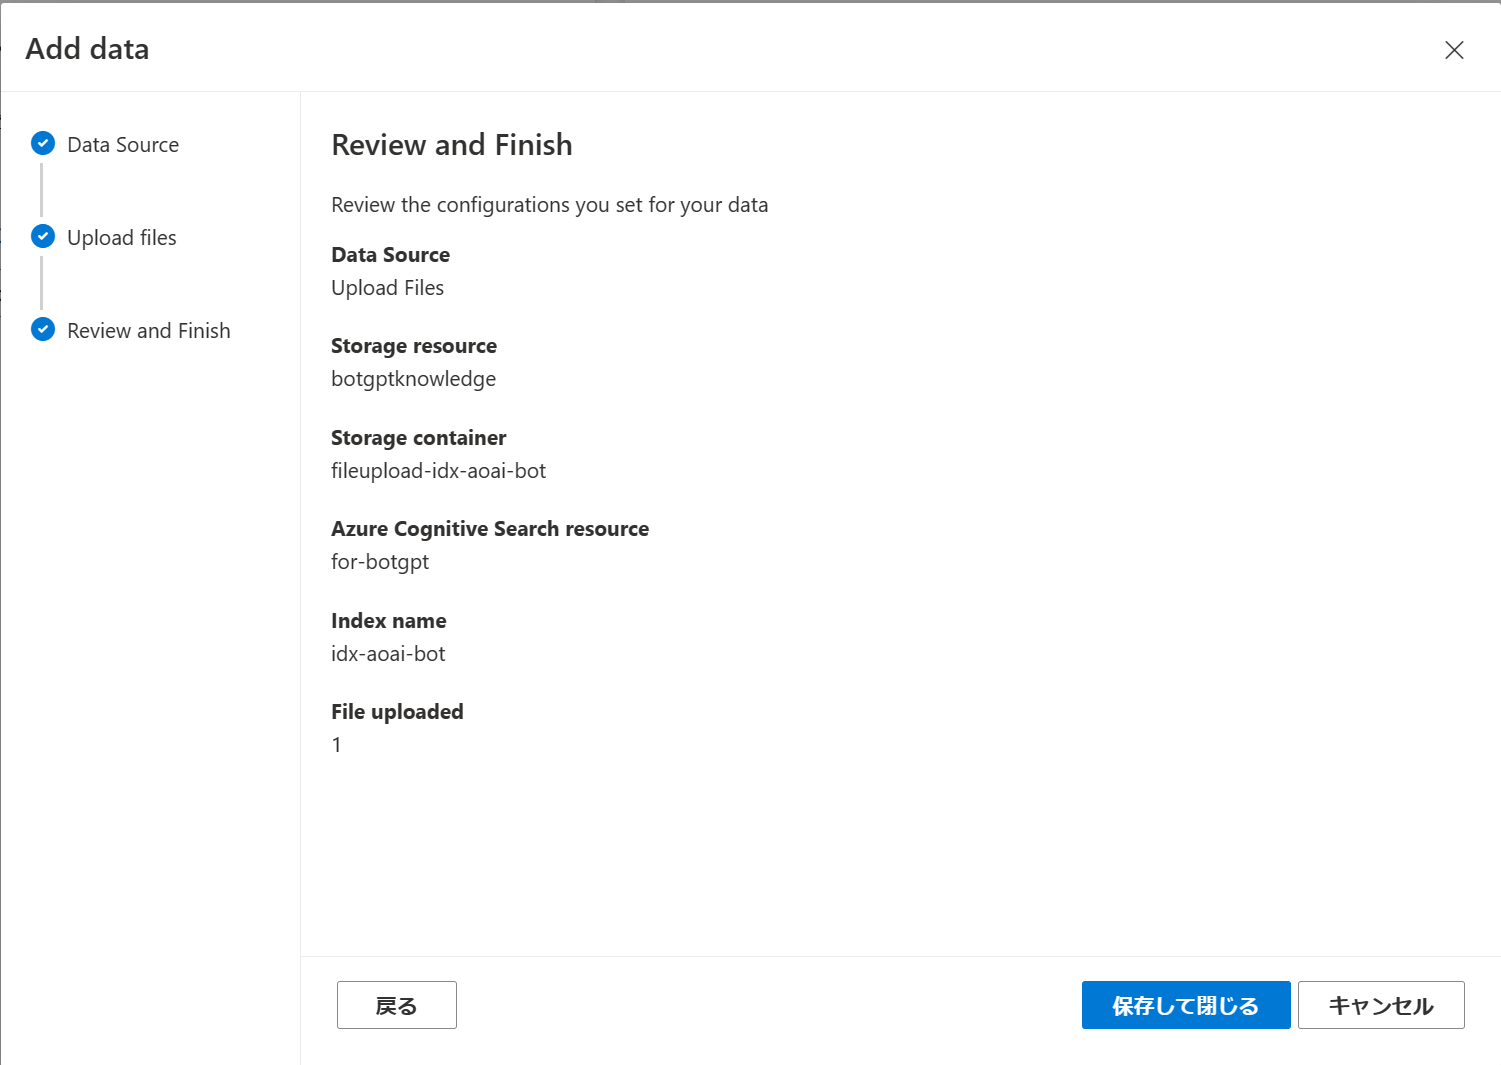 Add data
Data Source
Upload files
Review and Finish
Review and Finish
Review the configurations you set for your data
Data Source
Upload Files
Storage resource
botgptknowledge
Storage container
fileupload-idx-aoai-bot
Azure Cognitive Search resource
for-botgpt
Index name
idx-aoai-bot
File uploaded
1
戻る
保存して閉じる
キャンセル